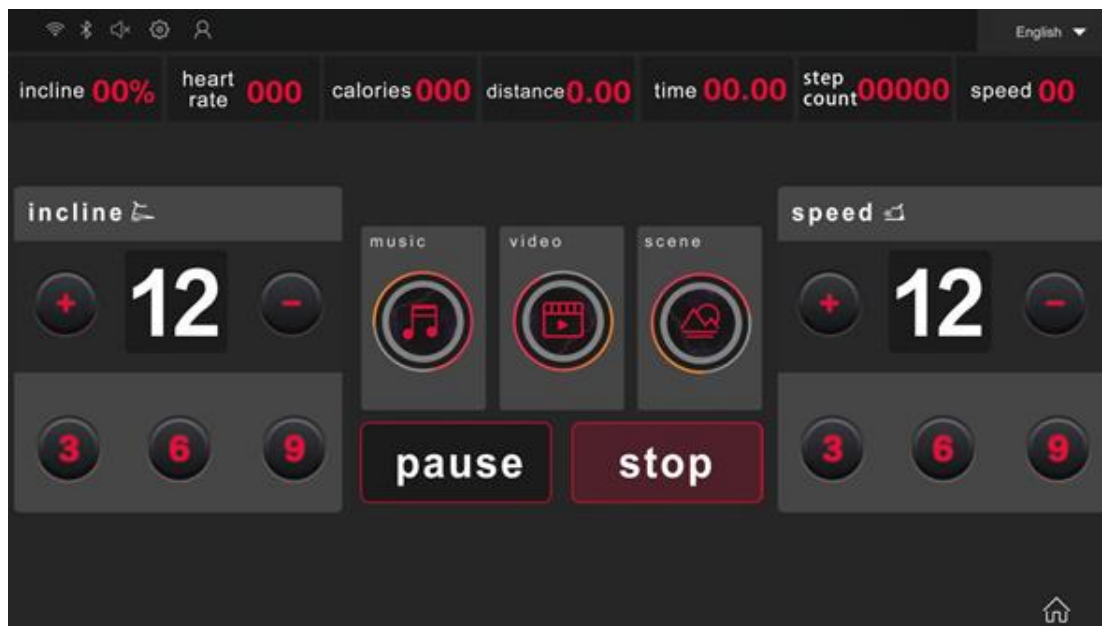 English
incline 00%
heart rate 000
calories 000
distance 0.00
time 00.00
step count 00000
speed 00
incline
+ 12 -
3 6 9
music
video
scene
pause
stop
speed
+ 12 -
3 6 9